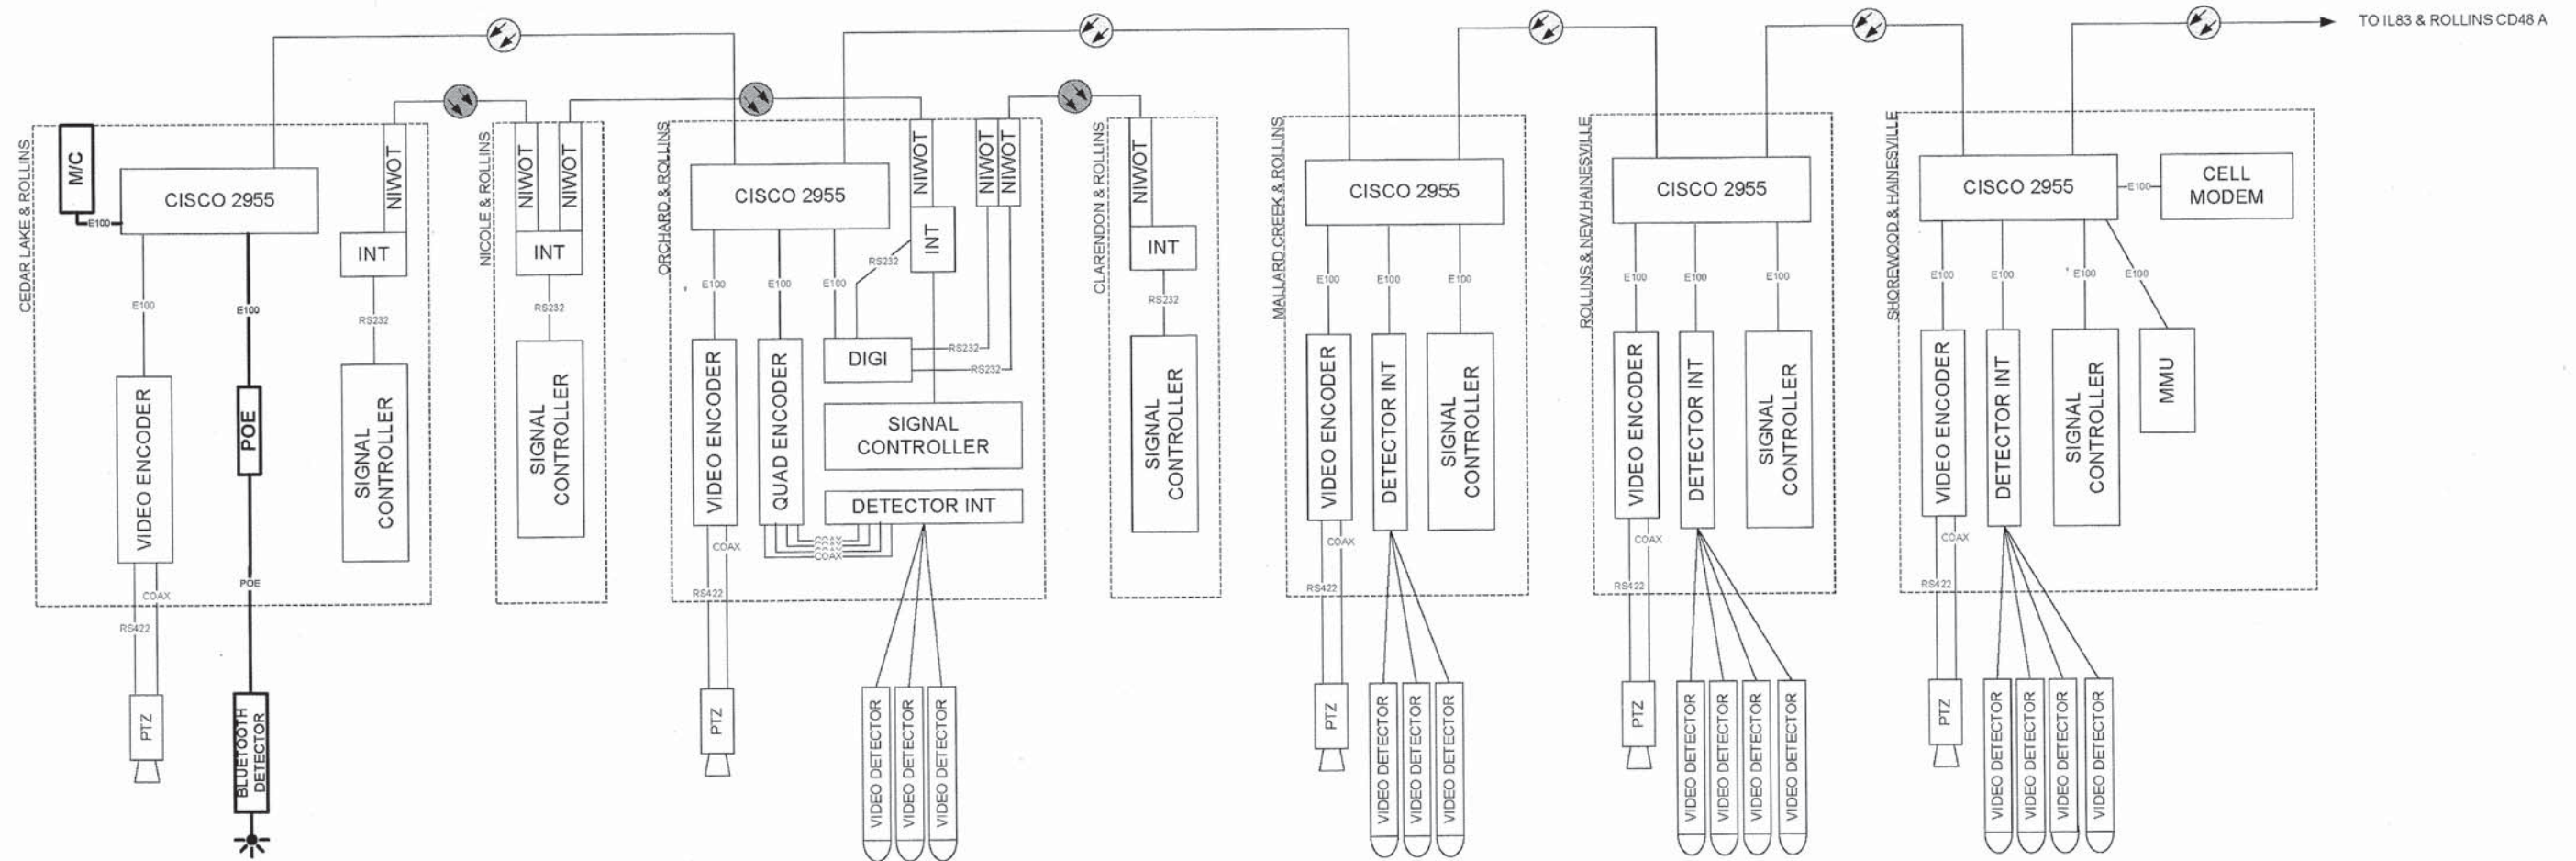 TO IL83 & ROLLINS CD48 A
CEDAR LAKE & ROLLINS
M/C
E100
CISCO 2955
NIWOT
INT
E100
E100
RS232
VIDEO ENCODER
POE
SIGNAL
CONTROLLER
POE
COAX
RS422
PTZ
BLUETOOTH
DETECTOR
NICOLE & ROLLINS
NIWOT
NIWOT
INT
RS232
SIGNAL
CONTROLLER
ORCHARD & ROLLINS
CISCO 2955
NIWOT
NIWOT
NIWOT
INT
RS232
E100
E100
E100
DIGI
RS232
RS232
VIDEO ENCODER
QUAD ENCODER
SIGNAL
CONTROLLER
DETECTOR INT
COAX
COAX
RS422
PTZ
VIDEO DETECTOR
VIDEO DETECTOR
VIDEO DETECTOR
CLARENDON & ROLLINS
NIWOT
INT
RS232
SIGNAL
CONTROLLER
MALLARD CREEK & ROLLINS
CISCO 2955
E100
E100
E100
VIDEO ENCODER
DETECTOR INT
SIGNAL
CONTROLLER
COAX
RS422
PTZ
VIDEO DETECTOR
VIDEO DETECTOR
VIDEO DETECTOR
ROLLINS & NEW HAINESVILLE
CISCO 2955
E100
E100
E100
VIDEO ENCODER
DETECTOR INT
SIGNAL
CONTROLLER
COAX
RS422
PTZ
VIDEO DETECTOR
VIDEO DETECTOR
VIDEO DETECTOR
VIDEO DETECTOR
SHOREWOOD & HAINESVILLE
CISCO 2955
E100
CELL
MODEM
E100
E100
E100
E100
VIDEO ENCODER
DETECTOR INT
SIGNAL
CONTROLLER
MMU
COAX
RS422
PTZ
VIDEO DETECTOR
VIDEO DETECTOR
VIDEO DETECTOR
VIDEO DETECTOR